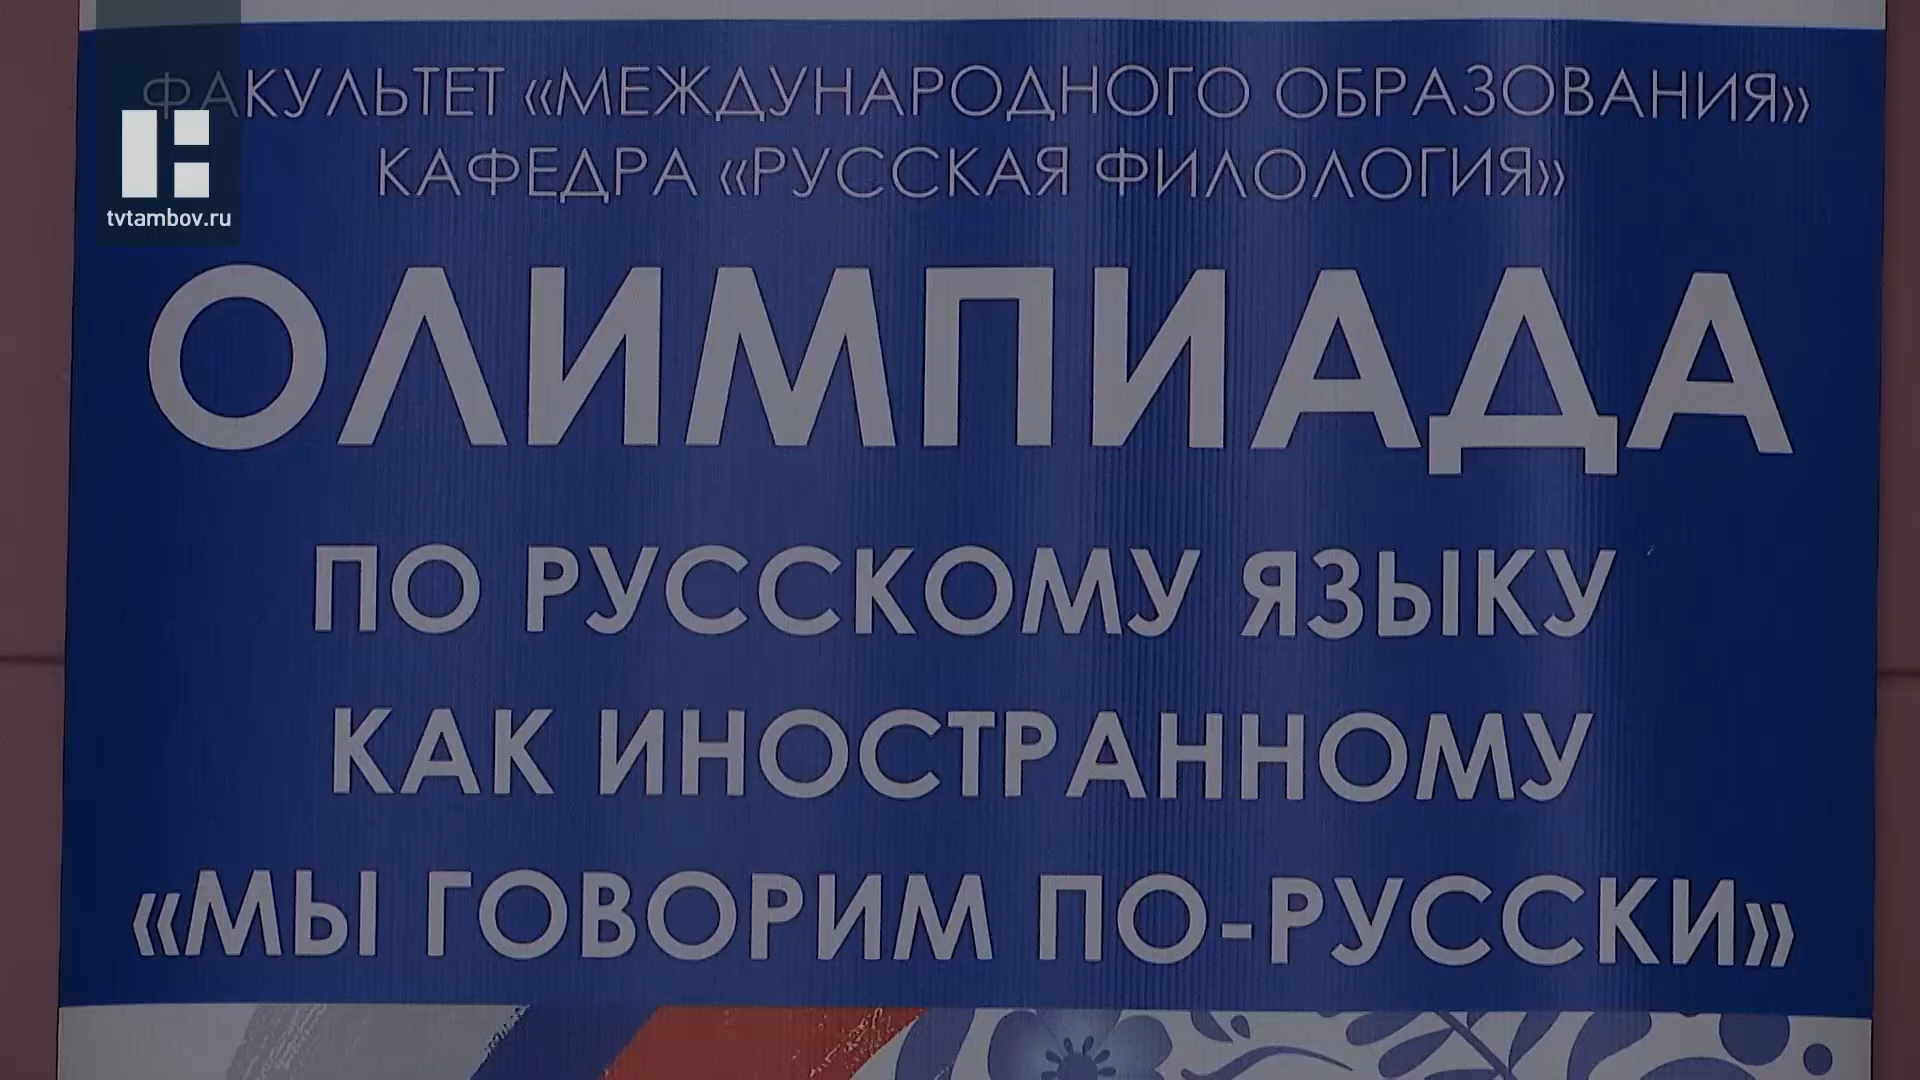 ФАКУЛЬТЕТ «МЕЖДУНАРОДНОГО ОБРАЗОВАНИЯ»
КАФЕДРА «РУССКАЯ ФИЛОЛОГИЯ»
tvtambov.ru
ОЛИМПИАДА
ПО РУССКОМУ ЯЗЫКУ
КАК ИНОСТРАННОМУ
«МЫ ГОВОРИМ ПО-РУССКИ»